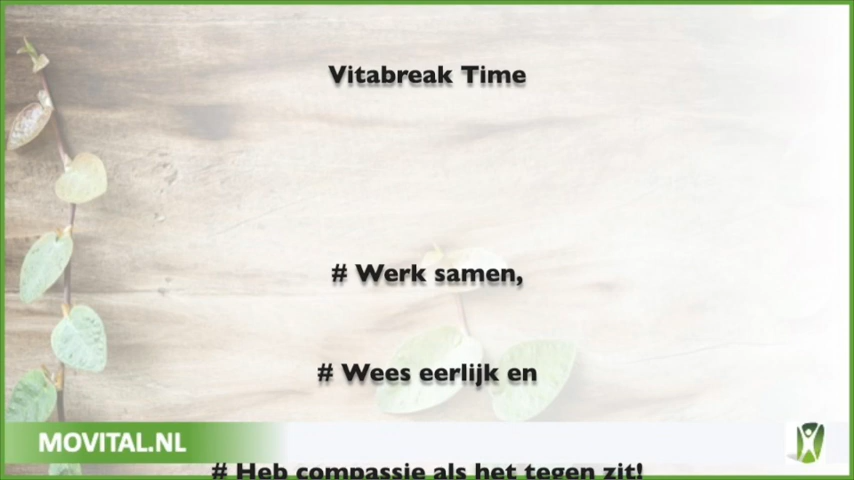 Vitabreak Time
# Werk samen,
# Wees eerlijk en
MOVITAL.NL
# Heb compassie als het tegen zit!